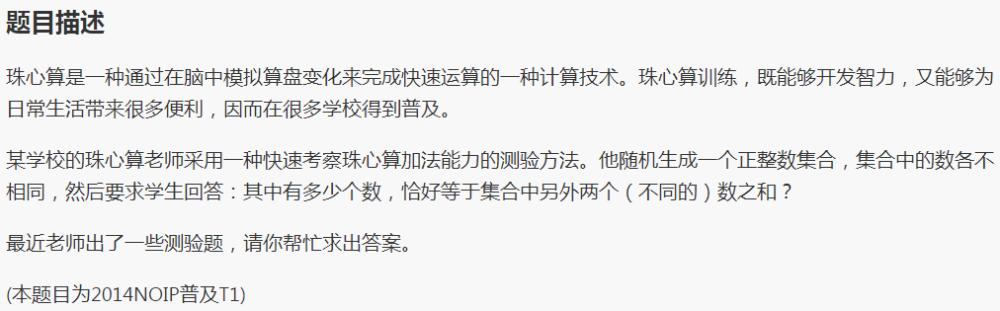 题目描述
珠心算是一种通过在脑中模拟算盘变化来完成快速运算的一种计算技术。珠心算训练，既能够开发智力，又能够为
日常生活带来很多便利，因而在很多学校得到普及。
某学校的珠心算老师采用一种快速考察珠心算加法能力的测验方法。他随机生成一个正整数集合，集合中的数各不
相同，然后要求学生回答：其中有多少个数，恰好等于集合中另外两个（不同的）数之和？
最近老师出了一些测验题，请你帮忙求出答案。
(本题目为2014NOIP普及T1)